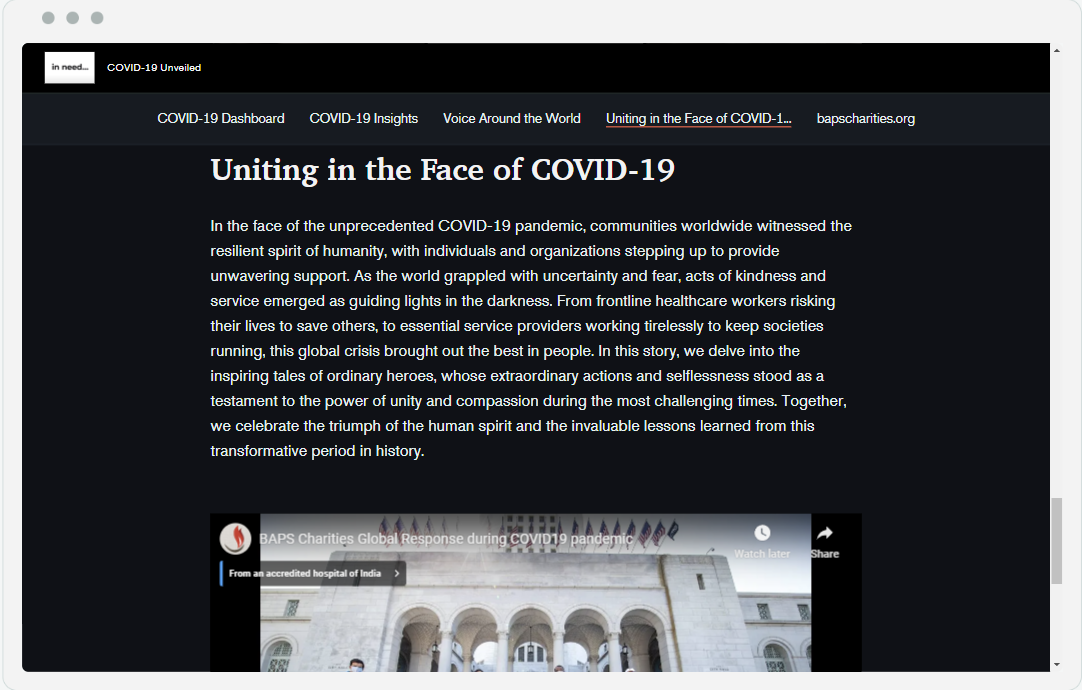 in need...
COVID-19 Unveiled
COVID-19 Dashboard
COVID-19 Insights
Voice Around the World
Uniting in the Face of COVID-1...
bapscharities.org
Uniting in the Face of COVID-19
In the face of the unprecedented COVID-19 pandemic, communities worldwide witnessed the
resilient spirit of humanity, with individuals and organizations stepping up to provide
unwavering support. As the world grappled with uncertainty and fear, acts of kindness and
service emerged as guiding lights in the darkness. From frontline healthcare workers risking
their lives to save others, to essential service providers working tirelessly to keep societies
running, this global crisis brought out the best in people. In this story, we delve into the
inspiring tales of ordinary heroes, whose extraordinary actions and selflessness stood as a
testament to the power of unity and compassion during the most challenging times. Together,
we celebrate the triumph of the human spirit and the invaluable lessons learned from this
transformative period in history.
BAPS Charities Global Response during COVID19 pandemic
Watch later
Share
From an accredited hospital of India